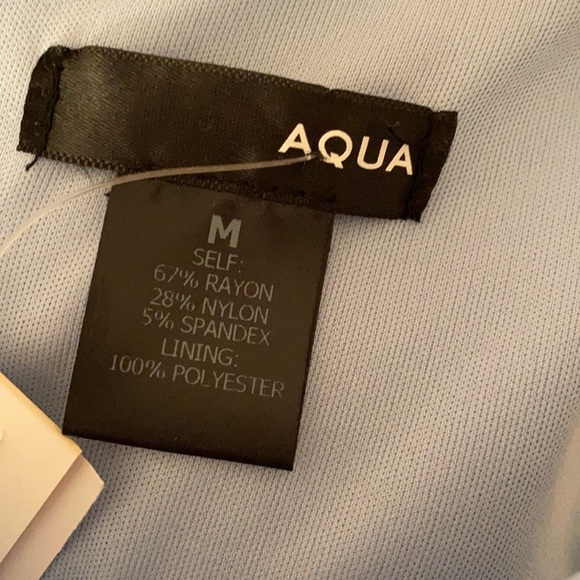 AQUA
M
SELF:
67% RAYON
28% NYLON
5% SPANDEX
LINING:
100% POLYESTER